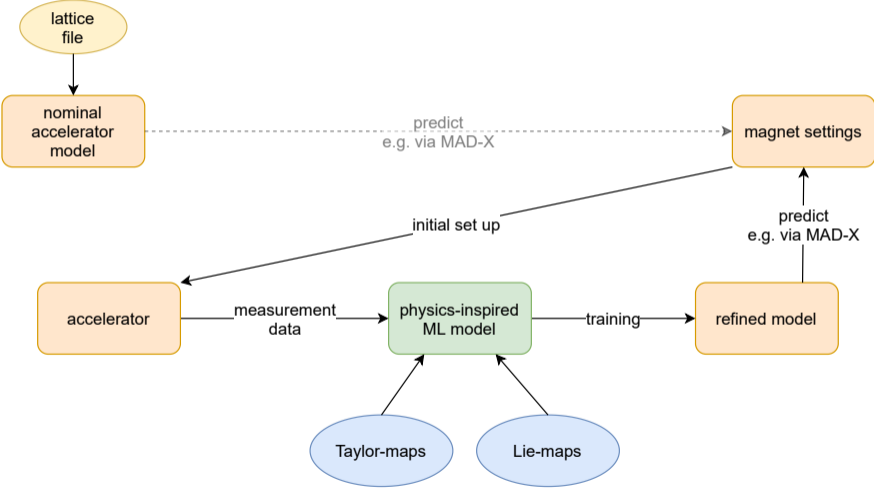 lattice
file
nominal
accelerator
model
predict
e.g. via MAD-X
magnet settings
initial set up
predict
e.g. via MAD-X
accelerator
measurement
data
physics-inspired
ML model
training
refined model
Taylor-maps
Lie-maps